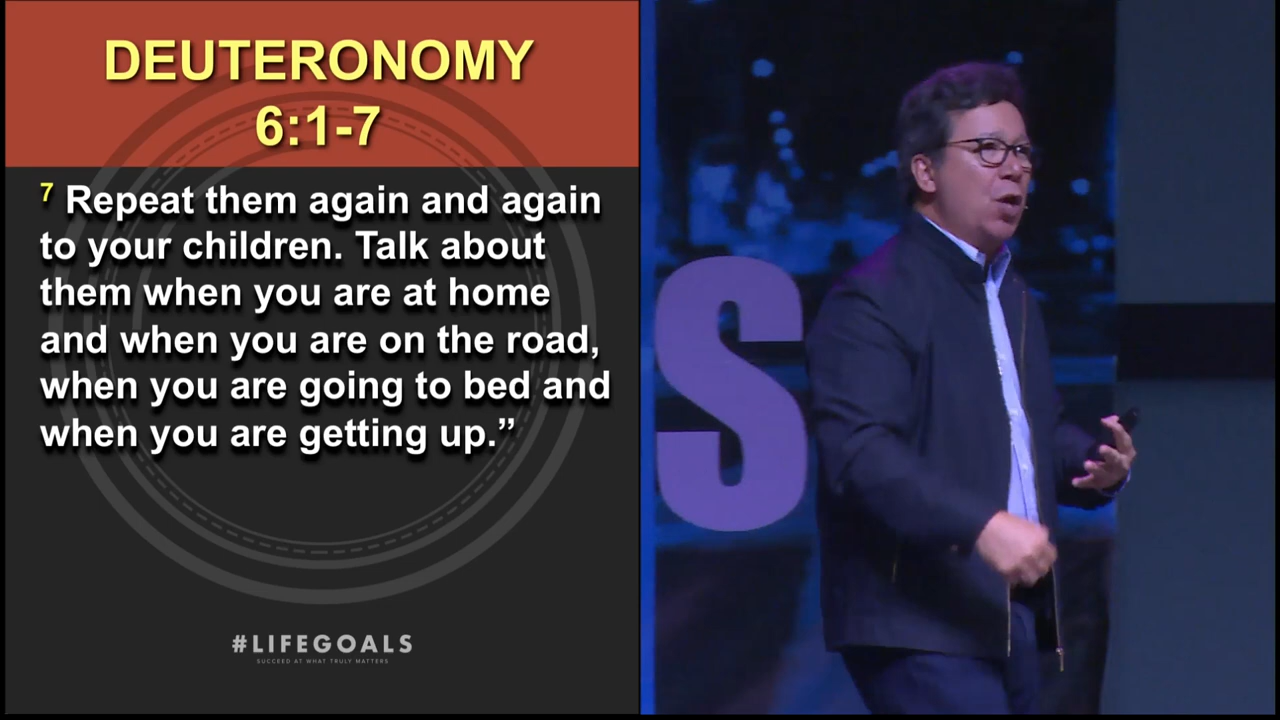 DEUTERONOMY
6:1-7
7 Repeat them again and again
to your children. Talk about
them when you are at home
and when you are on the road,
when you are going to bed and
when you are getting up.”
#LIFEGOALS
SUCCEED AT WHAT TRULY MATTERS
S